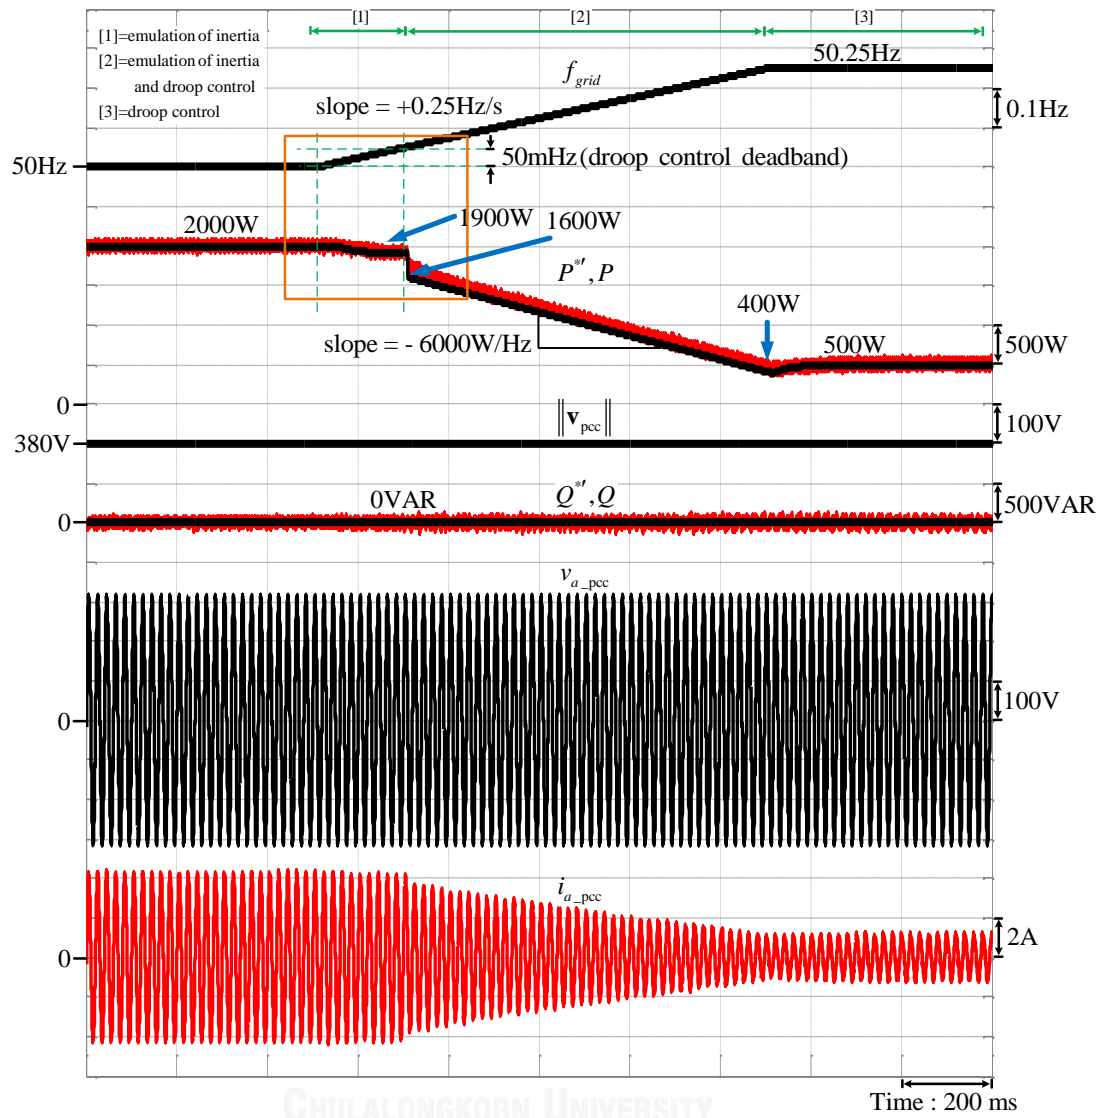 [1] [2] [3]
[1]=emulation of inertia
[2]=emulation of inertia
and droop control
[3]=droop control
50.25Hz
f_grid
slope = +0.25Hz/s
0.1Hz
50mHz (droop control deadband)
50Hz
2000W
1900W
1600W
P*′, P
400W
slope = - 6000W/Hz
500W
500W
0
‖v_pcc‖
100V
380V
0VAR
Q*′, Q
500VAR
0
v_a_pcc
100V
0
i_a_pcc
2A
0
Time : 200 ms
CHULALONGKORN UNIVERSITY